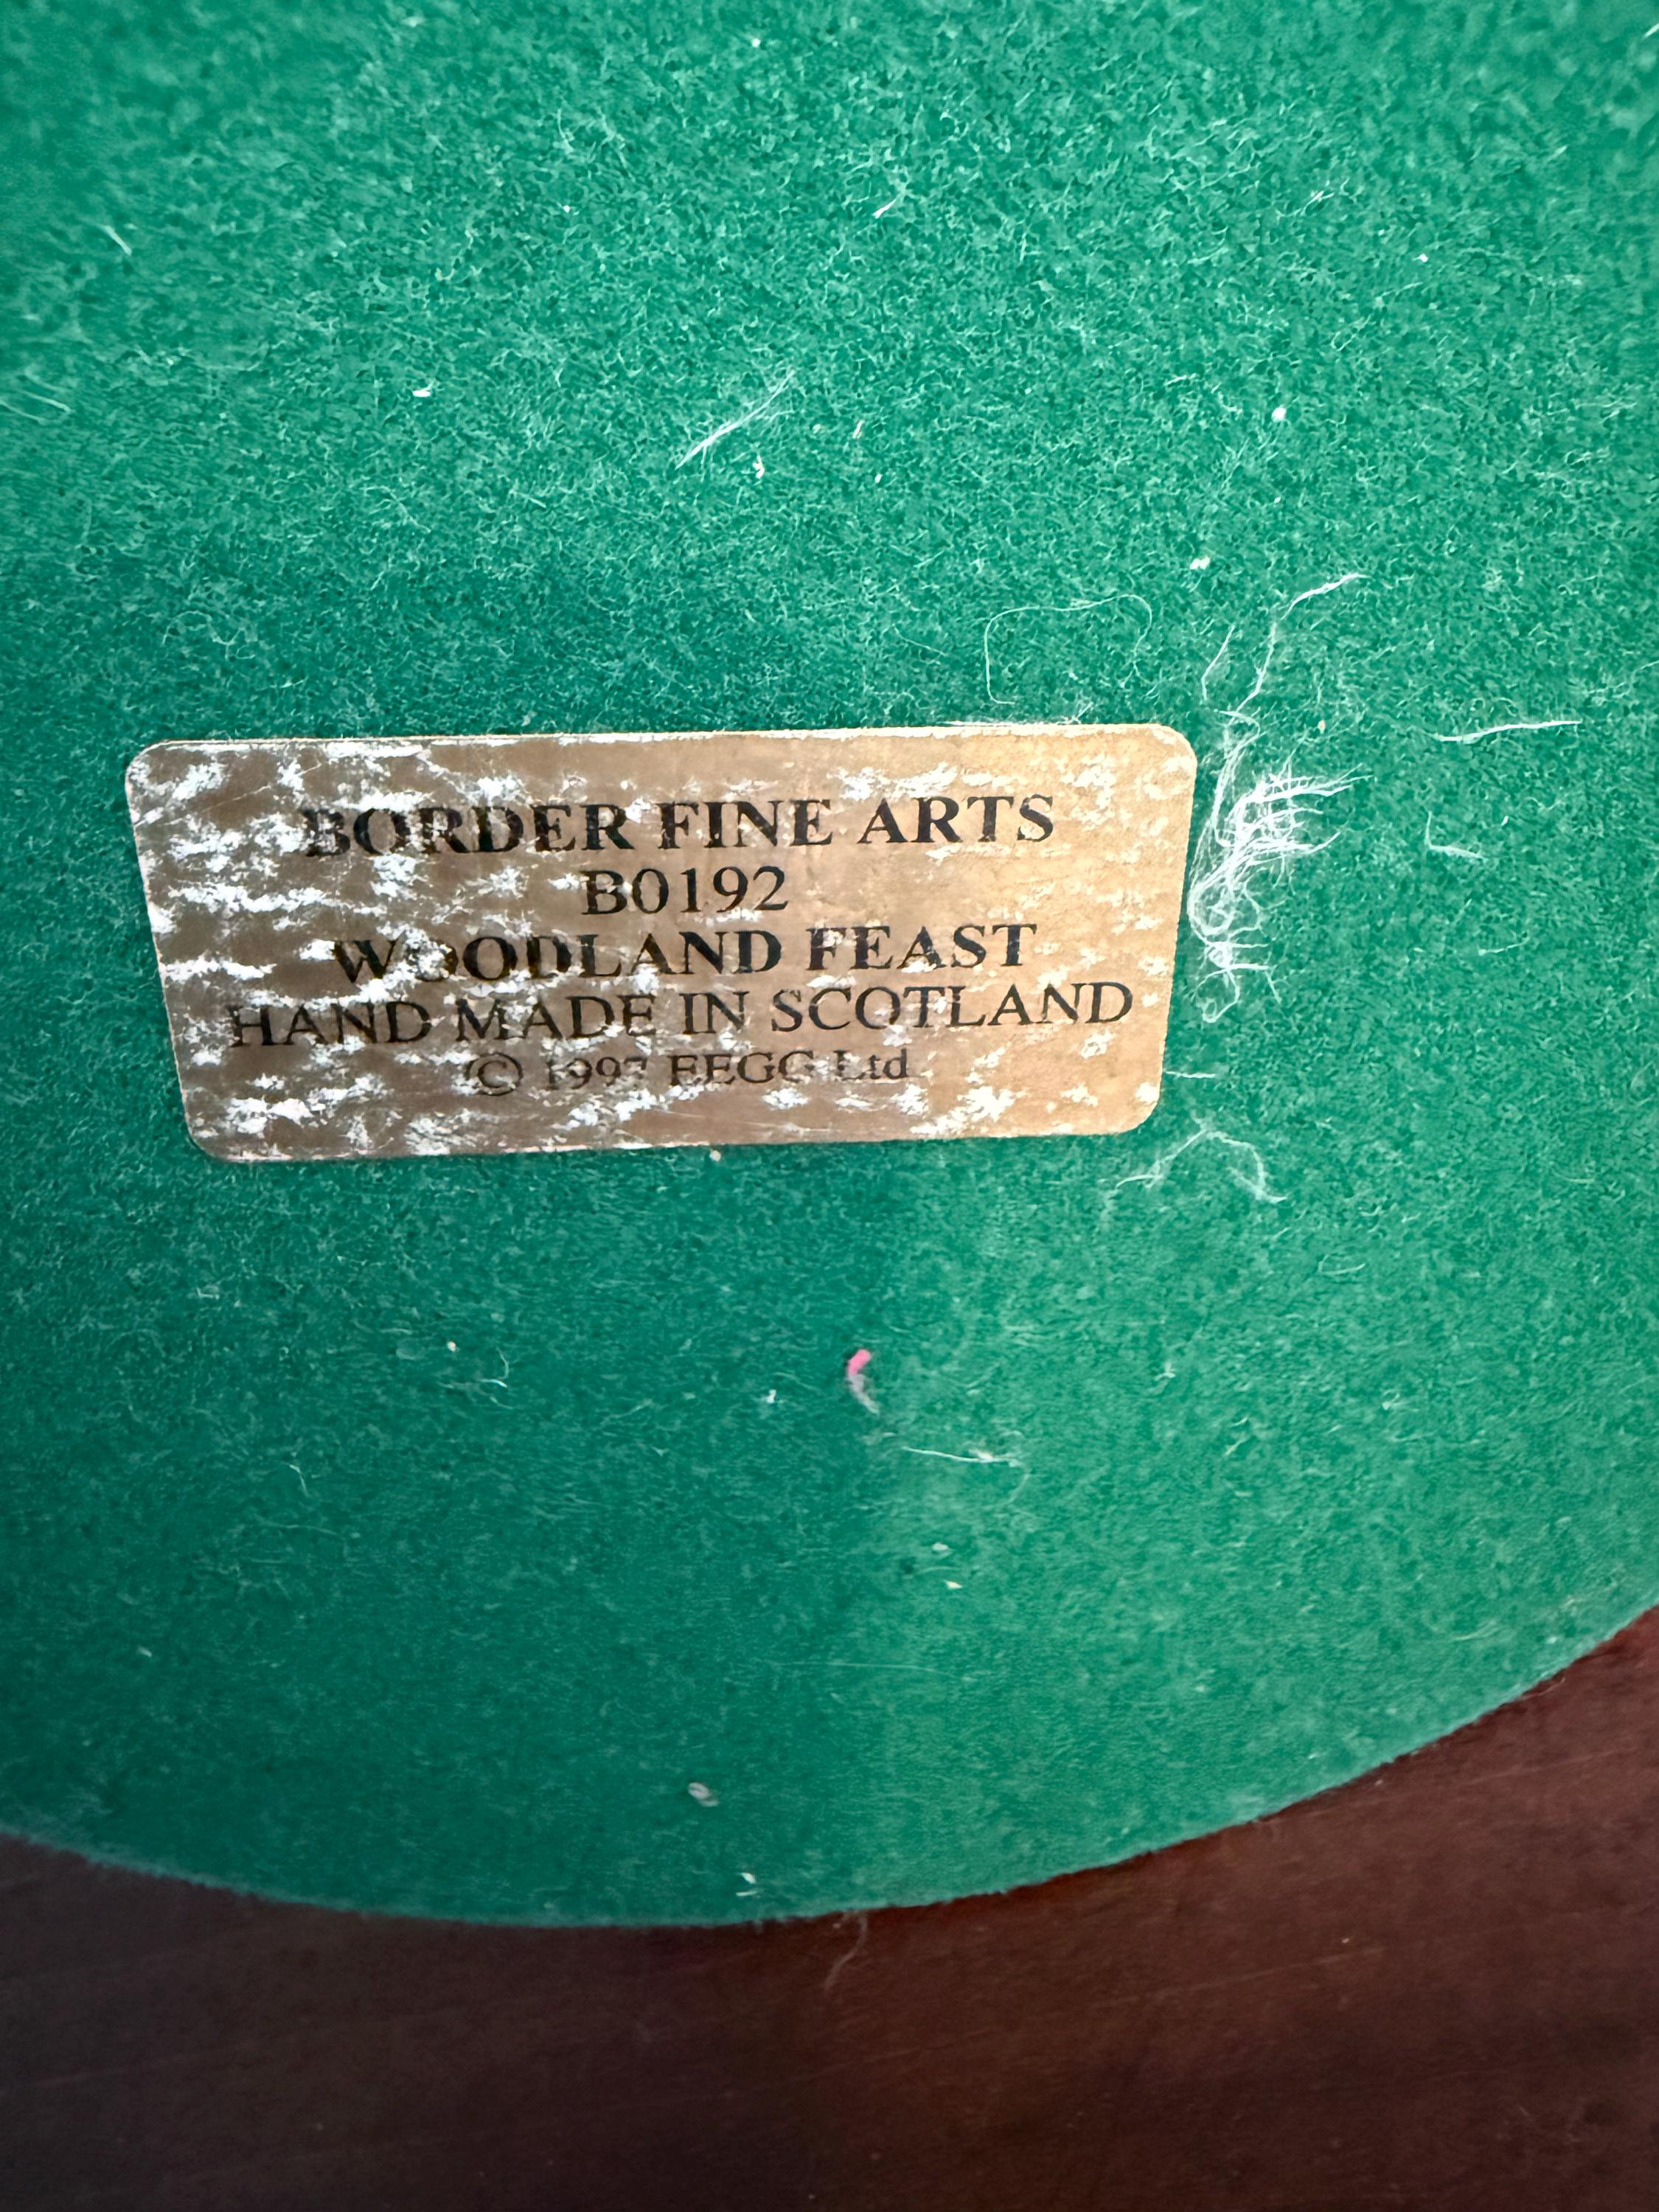 BORDER FINE ARTS
B0192
WOODLAND FEAST
HAND MADE IN SCOTLAND
© 1997 EEGG Ltd